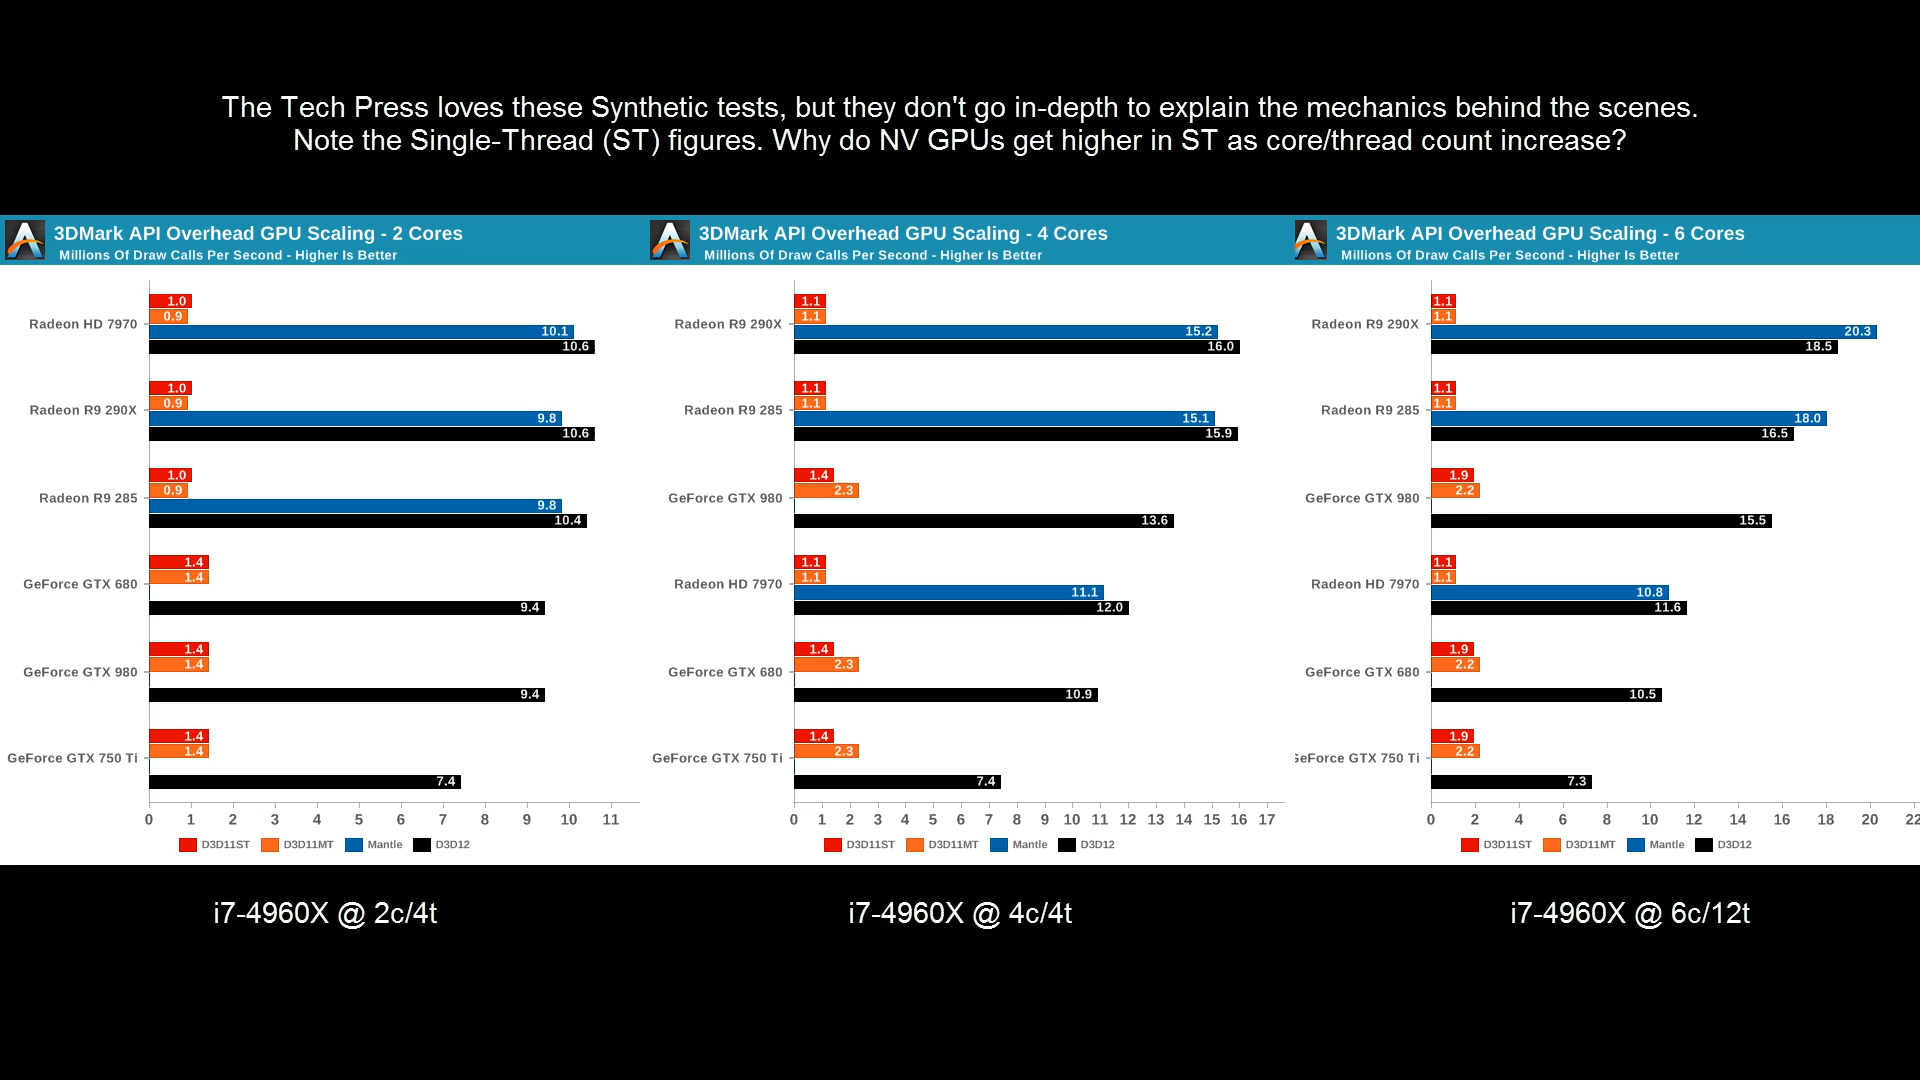 The Tech Press loves these Synthetic tests, but they don't go in-depth to explain the mechanics behind the scenes.
Note the Single-Thread (ST) figures. Why do NV GPUs get higher in ST as core/thread count increase?
3DMark API Overhead GPU Scaling - 2 Cores
Millions Of Draw Calls Per Second - Higher Is Better
Radeon HD 7970
1.0
0.9
10.1
10.6
Radeon R9 290X
1.0
0.9
9.8
10.6
Radeon R9 285
1.0
0.9
9.8
10.4
GeForce GTX 680
1.4
1.4
9.4
GeForce GTX 980
1.4
1.4
9.4
GeForce GTX 750 Ti
1.4
1.4
7.4
0 1 2 3 4 5 6 7 8 9 10 11
D3D11ST D3D11MT Mantle D3D12
3DMark API Overhead GPU Scaling - 4 Cores
Millions Of Draw Calls Per Second - Higher Is Better
Radeon R9 290X
1.1
1.1
15.2
16.0
Radeon R9 285
1.1
1.1
15.1
15.9
GeForce GTX 980
1.4
2.3
13.6
Radeon HD 7970
1.1
1.1
11.1
12.0
GeForce GTX 680
1.4
2.3
10.9
GeForce GTX 750 Ti
1.4
2.3
7.4
0 1 2 3 4 5 6 7 8 9 10 11 12 13 14 15 16 17
D3D11ST D3D11MT Mantle D3D12
3DMark API Overhead GPU Scaling - 6 Cores
Millions Of Draw Calls Per Second - Higher Is Better
Radeon R9 290X
1.1
1.1
20.3
18.5
Radeon R9 285
1.1
1.1
18.0
16.5
GeForce GTX 980
1.9
2.2
15.5
Radeon HD 7970
1.1
1.1
10.8
11.6
GeForce GTX 680
1.9
2.2
10.5
GeForce GTX 750 Ti
1.9
2.2
7.3
0 2 4 6 8 10 12 14 16 18 20 22
D3D11ST D3D11MT Mantle D3D12
i7-4960X @ 2c/4t
i7-4960X @ 4c/4t
i7-4960X @ 6c/12t